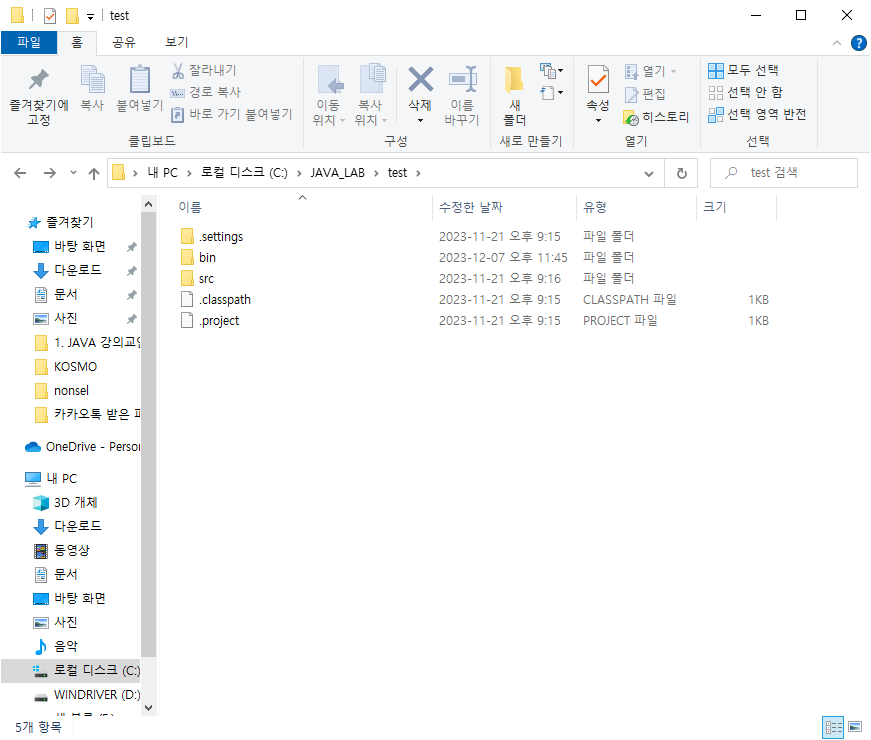 test
파일 홈 공유 보기
즐겨찾기에 고정
복사
붙여넣기
잘라내기
경로 복사
바로 가기 붙여넣기
클립보드
이동 위치
복사 위치
삭제
이름 바꾸기
구성
새 폴더
새로 만들기
속성
열기
편집
히스토리
열기
모두 선택
선택 안 함
선택 영역 반전
선택
내 PC 로컬 디스크 (C:) JAVA_LAB test
test 검색
즐겨찾기
바탕 화면
다운로드
문서
사진
1. JAVA 강의교안
KOSMO
nonsel
카카오톡 받은
OneDrive - Person
내 PC
3D 개체
다운로드
동영상
문서
바탕 화면
사진
음악
로컬 디스크 (C:)
WINDRIVER (D:)
이름 수정한 날짜 유형 크기
.settings 2023-11-21 오후 9:15 파일 폴더
bin 2023-12-07 오후 11:45 파일 폴더
src 2023-11-21 오후 9:16 파일 폴더
.classpath 2023-11-21 오후 9:15 CLASSPATH 파일 1KB
.project 2023-11-21 오후 9:15 PROJECT 파일 1KB
5개 항목